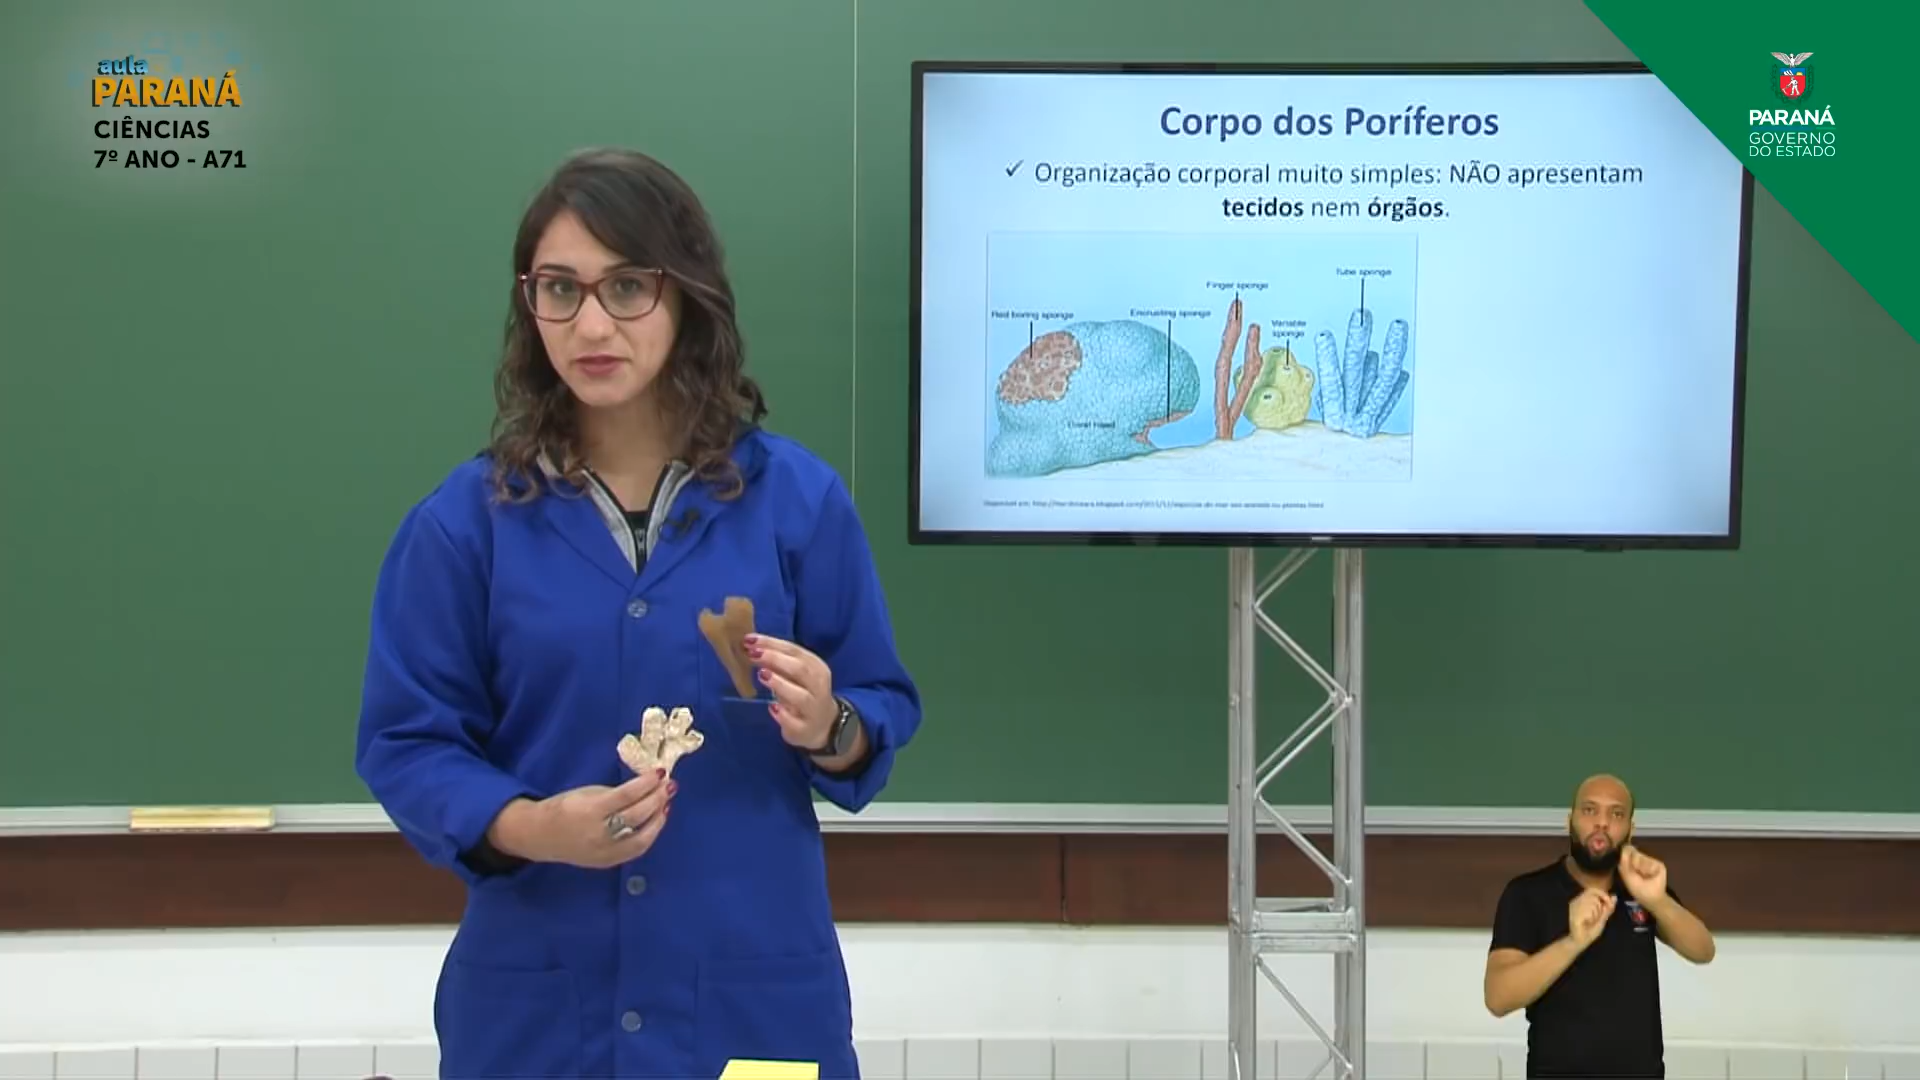 aula
PARANÁ
CIÊNCIAS
7º ANO - A71
Corpo dos Poríferos
✓ Organização corporal muito simples: NÃO apresentam
tecidos nem órgãos.
Tube sponge
Finger sponge
Red boring sponge
Encrusting sponge
Variable
sponge
PARANÁ
GOVERNO
DO ESTADO